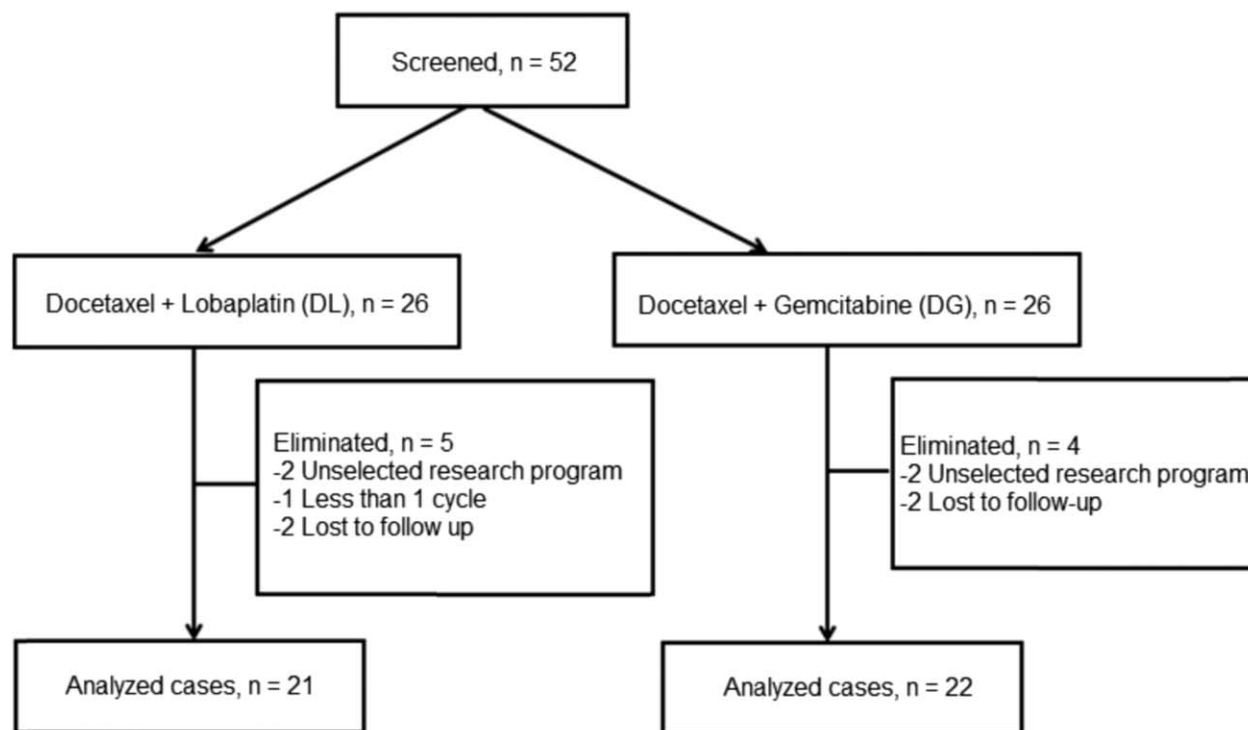 Screened, n = 52
Docetaxel + Lobaplatin (DL), n = 26
Docetaxel + Gemcitabine (DG), n = 26
Eliminated, n = 5
-2 Unselected research program
-1 Less than 1 cycle
-2 Lost to follow up
Eliminated, n = 4
-2 Unselected research program
-2 Lost to follow-up
Analyzed cases, n = 21
Analyzed cases, n = 22